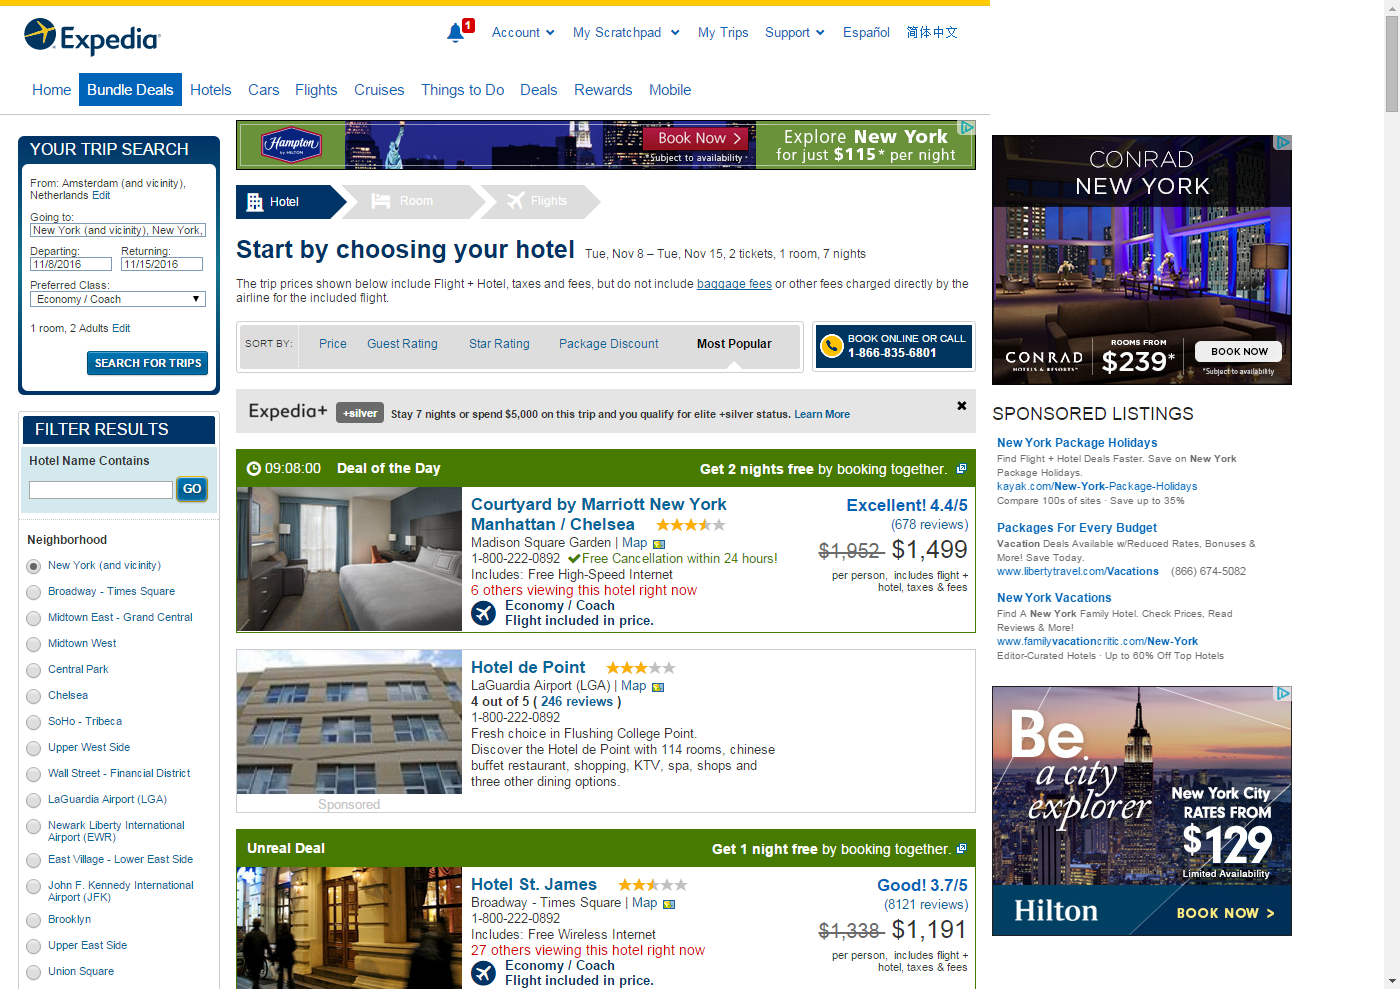 Expedia
1
Account
My Scratchpad
My Trips
Support
Español
简体中文
Home
Bundle Deals
Hotels
Cars
Flights
Cruises
Things to Do
Deals
Rewards
Mobile
YOUR TRIP SEARCH
From: Amsterdam (and vicinity),
Netherlands Edit
Going to:
New York (and vicinity), New York,
Departing:
Returning:
11/8/2016
11/15/2016
Preferred Class:
Economy / Coach
1 room, 2 Adults Edit
SEARCH FOR TRIPS
FILTER RESULTS
Hotel Name Contains
GO
Neighborhood
New York (and vicinity)
Broadway - Times Square
Midtown East - Grand Central
Midtown West
Central Park
Chelsea
SoHo - Tribeca
Upper West Side
Wall Street - Financial District
LaGuardia Airport (LGA)
Newark Liberty International
Airport (EWR)
East Village - Lower East Side
John F. Kennedy International
Airport (JFK)
Brooklyn
Upper East Side
Union Square
Hampton
by HILTON
Book Now >
*Subject to availability*
Explore New York
for just $115* per night
Hotel
Room
Flights
Start by choosing your hotel
Tue, Nov 8 – Tue, Nov 15, 2 tickets, 1 room, 7 nights
The trip prices shown below include Flight + Hotel, taxes and fees, but do not include baggage fees or other fees charged directly by the
airline for the included flight.
SORT BY:
Price
Guest Rating
Star Rating
Package Discount
Most Popular
BOOK ONLINE OR CALL
1-866-835-6801
Expedia+
+silver
Stay 7 nights or spend $5,000 on this trip and you qualify for elite +silver status. Learn More
09:08:00
Deal of the Day
Get 2 nights free by booking together.
Courtyard by Marriott New York
Manhattan / Chelsea
Madison Square Garden | Map
1-800-222-0892
Free Cancellation within 24 hours!
Includes: Free High-Speed Internet
6 others viewing this hotel right now
Economy / Coach
Flight included in price.
Excellent! 4.4/5
(678 reviews)
$1,952 $1,499
per person, includes flight +
hotel, taxes & fees
Sponsored
Hotel de Point
LaGuardia Airport (LGA) | Map
4 out of 5 ( 246 reviews )
1-800-222-0892
Fresh choice in Flushing College Point.
Discover the Hotel de Point with 114 rooms, chinese
buffet restaurant, shopping, KTV, spa, shops and
three other dining options.
Unreal Deal
Get 1 night free by booking together.
Hotel St. James
Broadway - Times Square | Map
1-800-222-0892
Includes: Free Wireless Internet
27 others viewing this hotel right now
Economy / Coach
Flight included in price.
Good! 3.7/5
(8121 reviews)
$1,338 $1,191
per person, includes flight +
hotel, taxes & fees
CONRAD
NEW YORK
CONRAD
HOTELS & RESORTS
ROOMS FROM
$239*
BOOK NOW
*Subject to availability
SPONSORED LISTINGS
New York Package Holidays
Find Flight + Hotel Deals Faster. Save on New York
Package Holidays.
kayak.com/New-York-Package-Holidays
Compare 100s of sites · Save up to 35%
Packages For Every Budget
Vacation Deals Available w/Reduced Rates, Bonuses &
More! Save Today.
www.libertytravel.com/Vacations
(866) 674-5082
New York Vacations
Find A New York Family Hotel. Check Prices, Read
Reviews & More!
www.familyvacationcritic.com/New-York
Editor-Curated Hotels · Up to 60% Off Top Hotels
Be
a city
explorer
New York City
RATES FROM
$129
Limited Availability
Hilton
BOOK NOW >